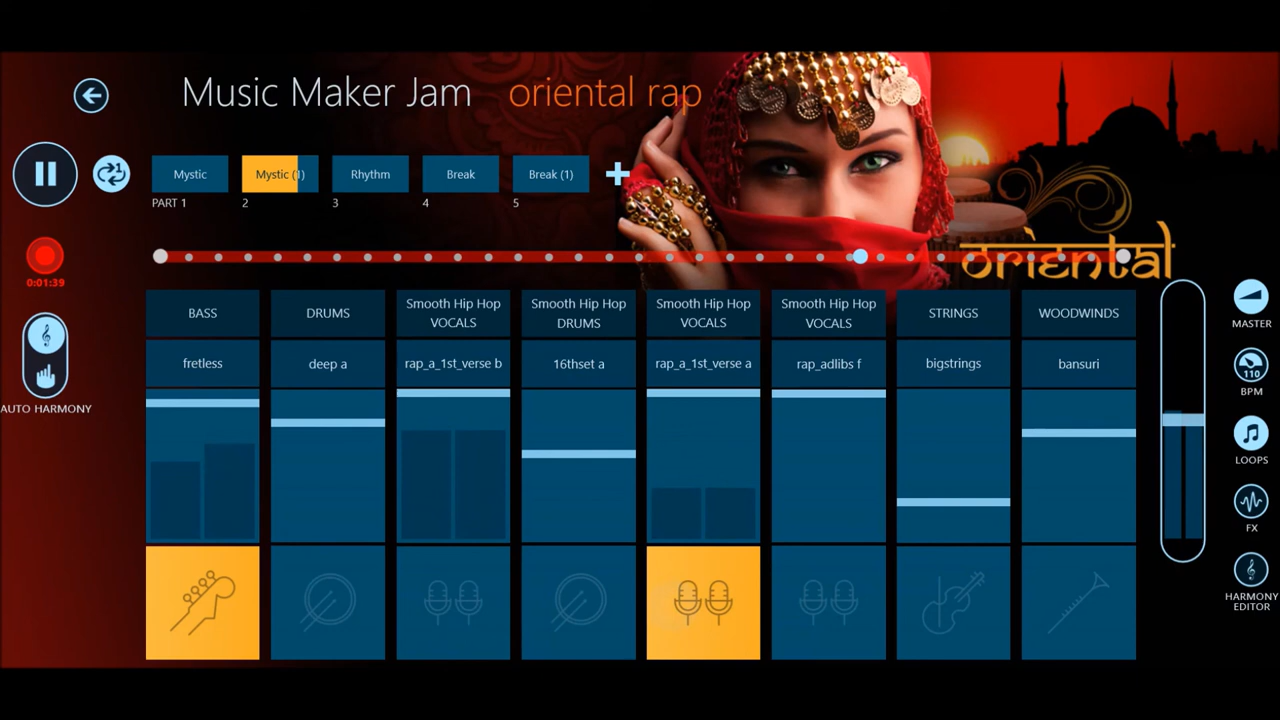 Music Maker Jam oriental rap
Mystic
Mystic (1)
Rhythm
Break
Break (1)
PART 1
2
3
4
5
oriental
0:01:39
AUTO HARMONY
BASS
DRUMS
Smooth Hip Hop
VOCALS
Smooth Hip Hop
DRUMS
Smooth Hip Hop
VOCALS
Smooth Hip Hop
VOCALS
STRINGS
WOODWINDS
fretless
deep a
rap_a_1st_verse b
16thset a
rap_a_1st_verse a
rap_adlibs f
bigstrings
bansuri
MASTER
110
BPM
LOOPS
FX
HARMONY
EDITOR